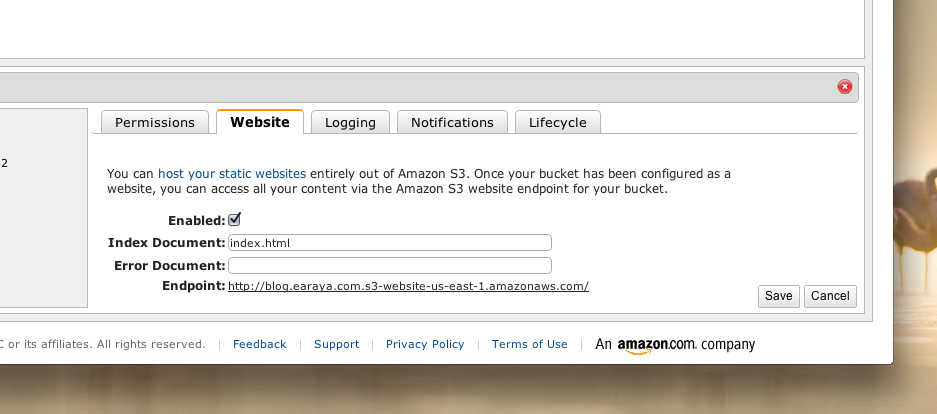 Permissions Website Logging Notifications Lifecycle
2
You can host your static websites entirely out of Amazon S3. Once your bucket has been configured as a
website, you can access all your content via the Amazon S3 website endpoint for your bucket.
Enabled:
Index Document: index.html
Error Document:
Endpoint: http://blog.earaya.com.s3-website-us-east-1.amazonaws.com/
Save Cancel
C or its affiliates. All rights reserved. | Feedback | Support | Privacy Policy | Terms of Use | An amazon.com. company